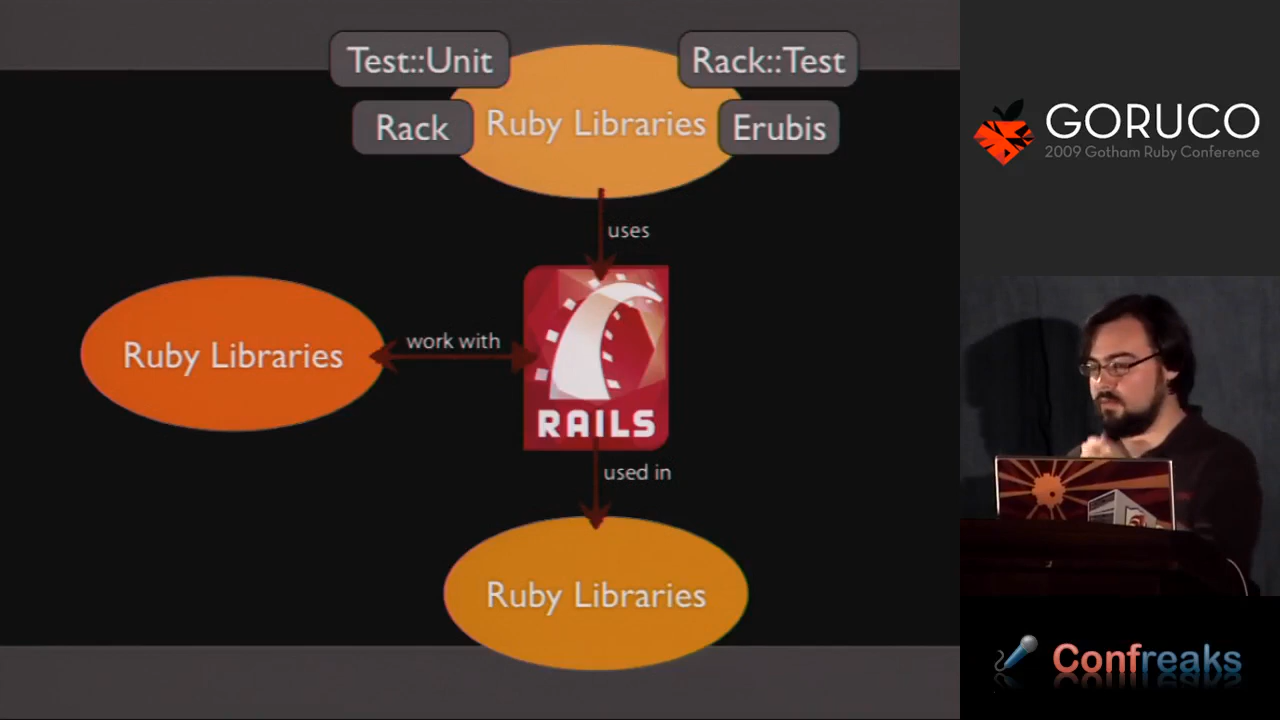 Test::Unit
Rack::Test
Rack
Ruby Libraries
Erubis
uses
Ruby Libraries
work with
RAILS
used in
Ruby Libraries
GORUCO
2009 Gotham Ruby Conference
Confreaks